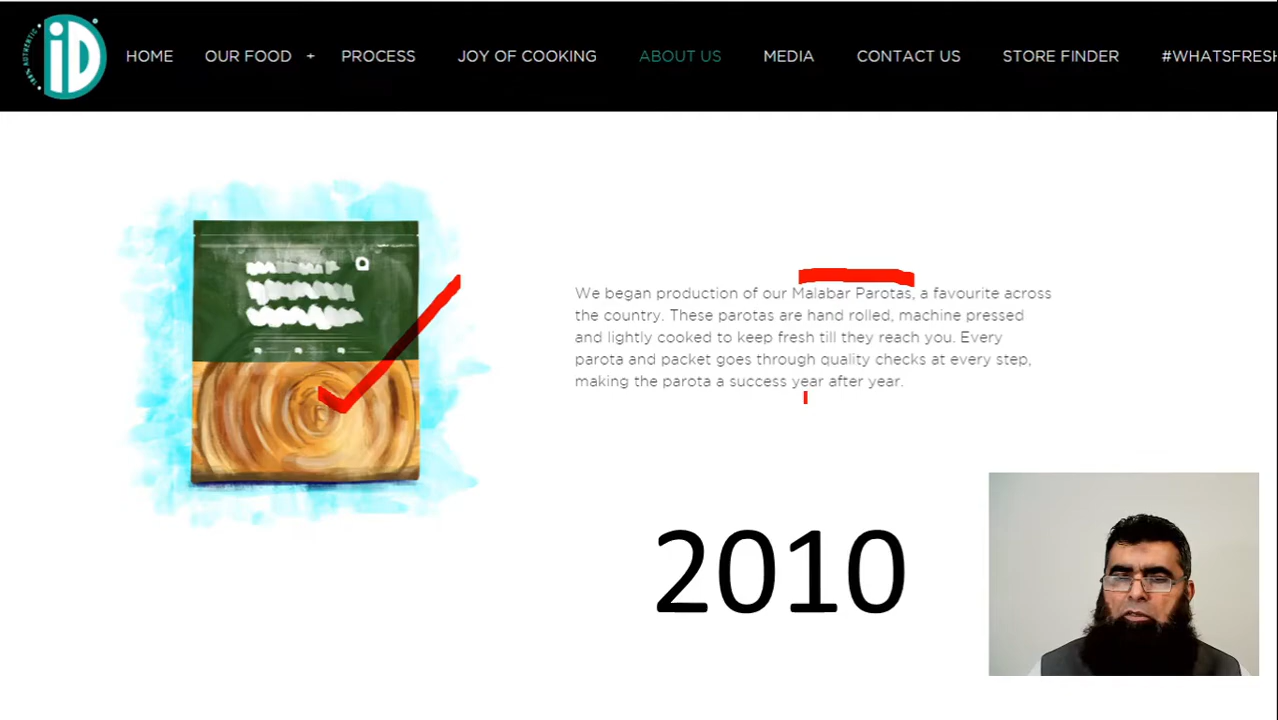 100% AUTHENTIC
iD
HOME
OUR FOOD +
PROCESS
JOY OF COOKING
ABOUT US
MEDIA
CONTACT US
STORE FINDER
#WHATSFRESH
We began production of our Malabar Parotas, a favourite across
the country. These parotas are hand rolled, machine pressed
and lightly cooked to keep fresh till they reach you. Every
parota and packet goes through quality checks at every step,
making the parota a success year after year.
2010